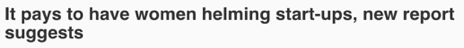 It pays to have women helming start-ups, new report
suggests